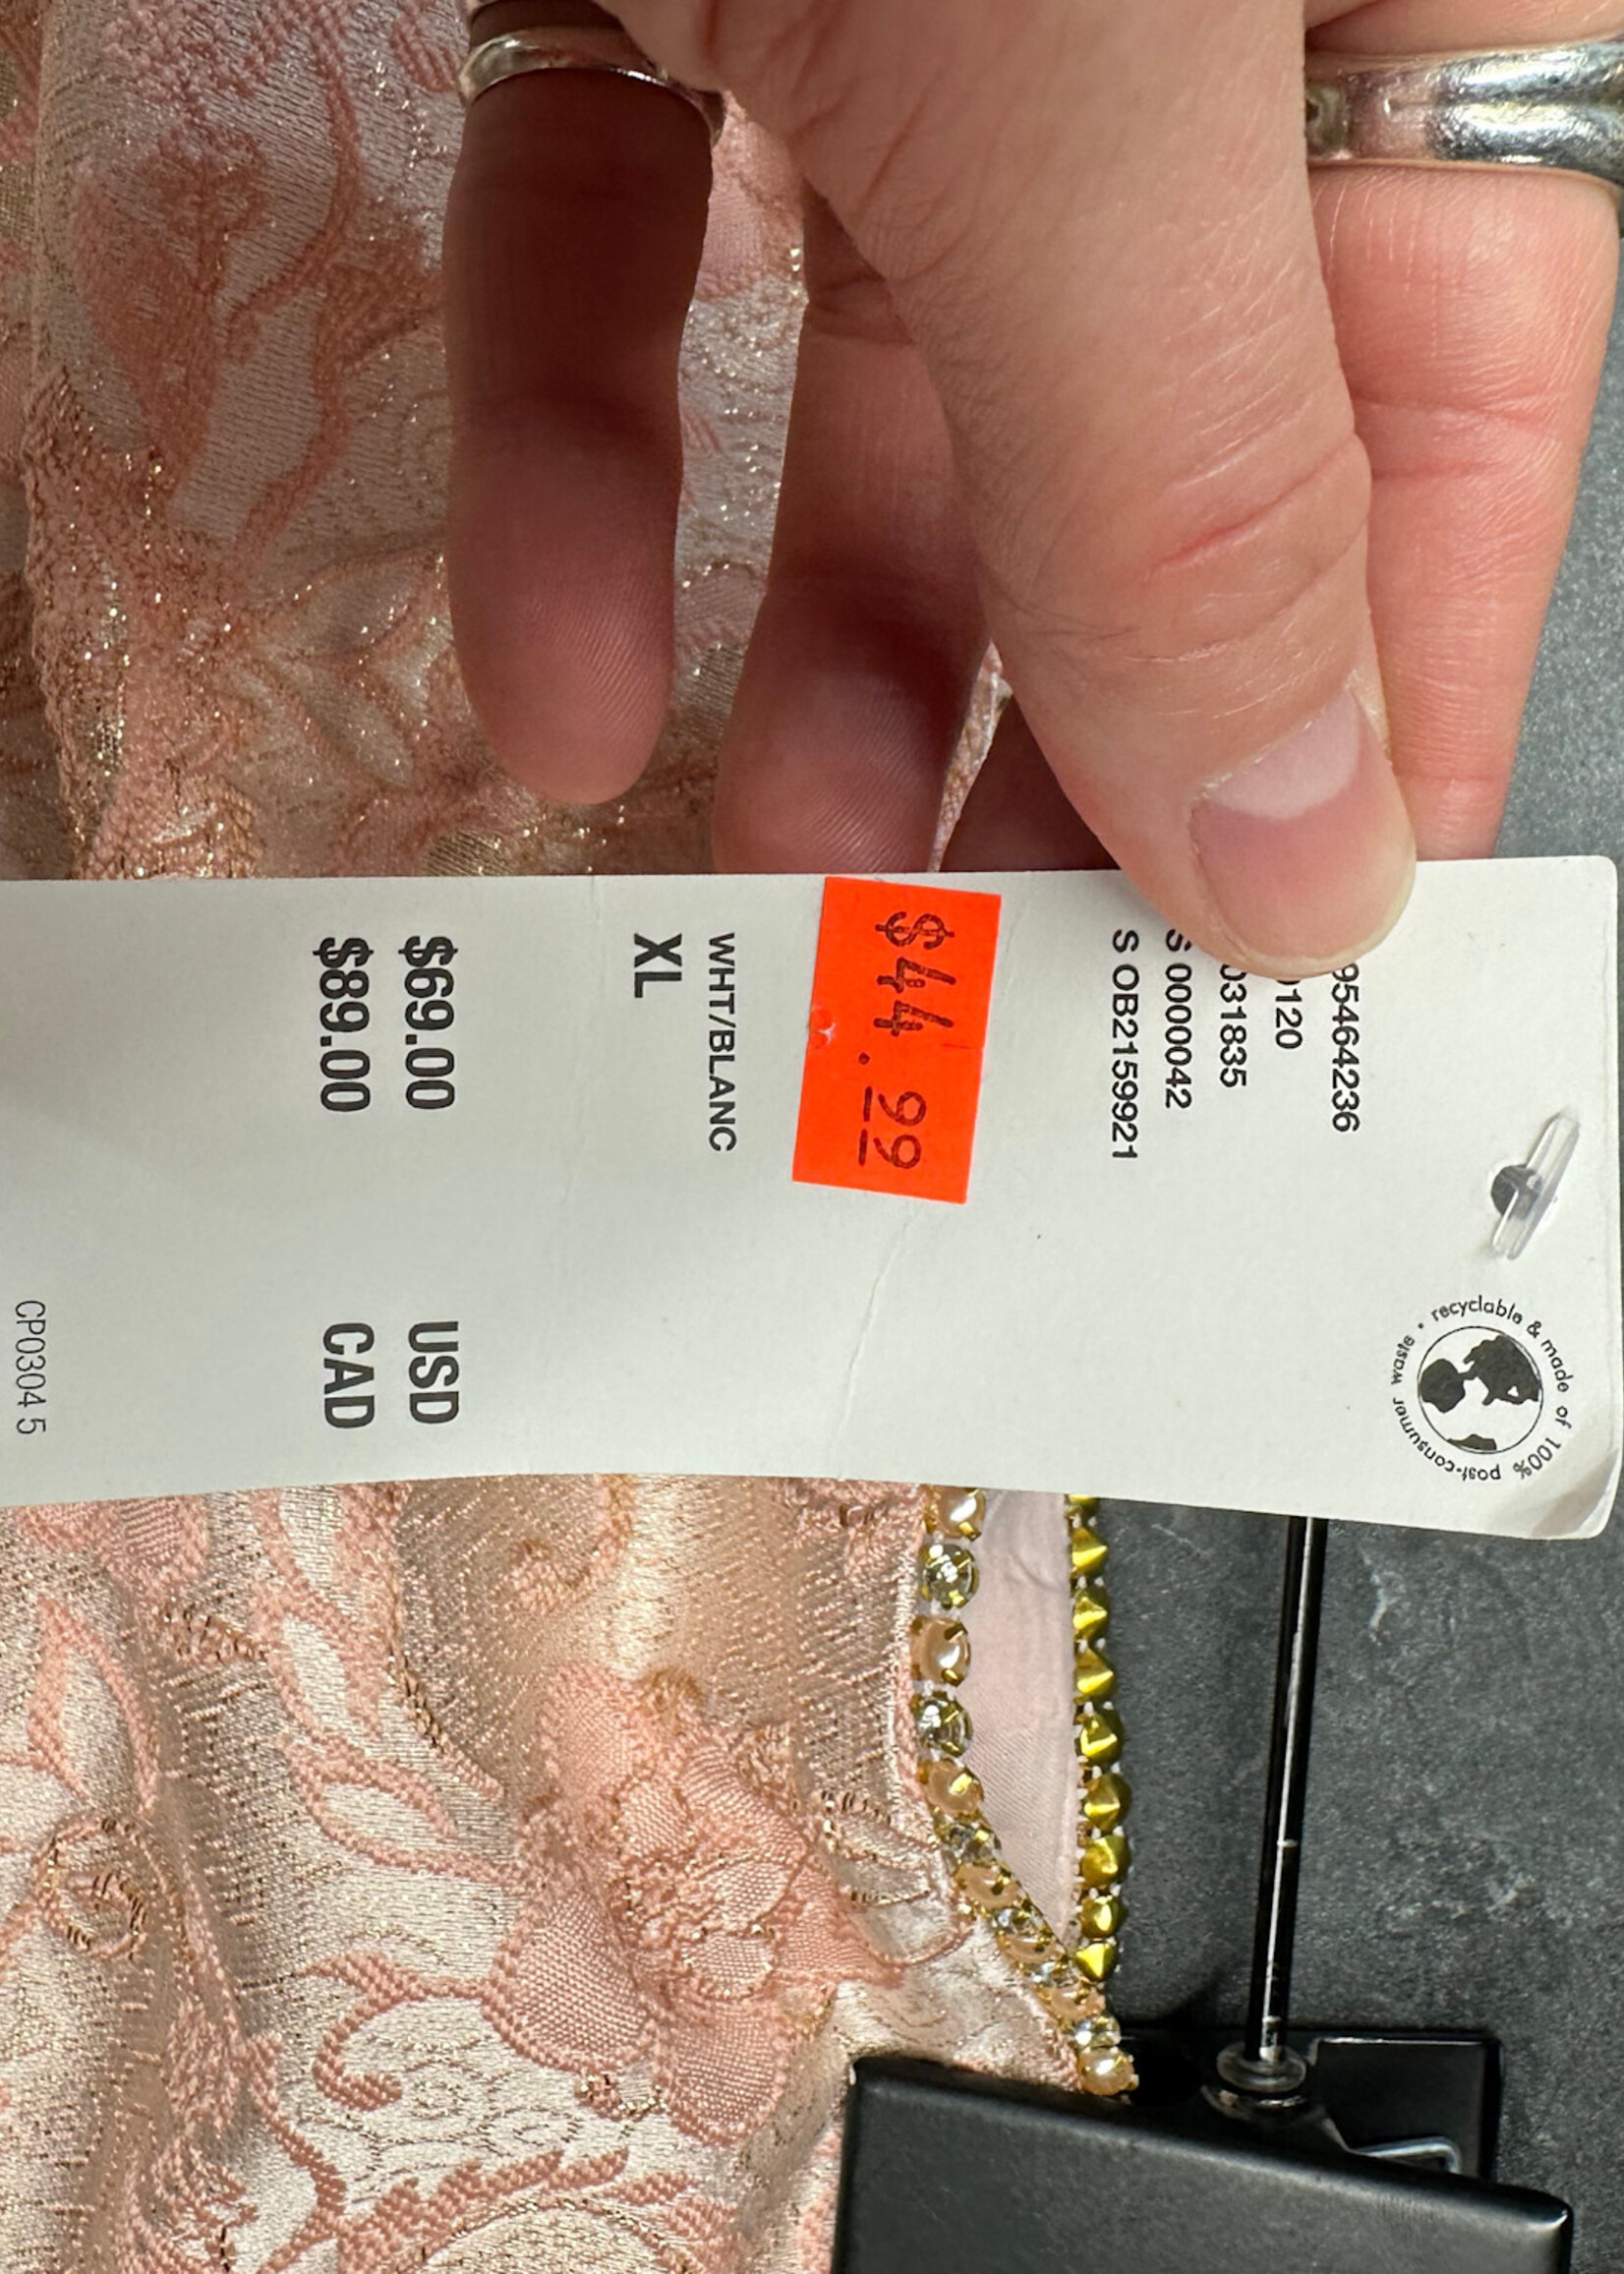 recyclable & made of 100% post-consumer waste •
95464236
120
031835
S 0000042
S OB2159921
$44.99
WHT/BLANC
XL
$69.00 USD
$89.00 CAD
CP0304 5